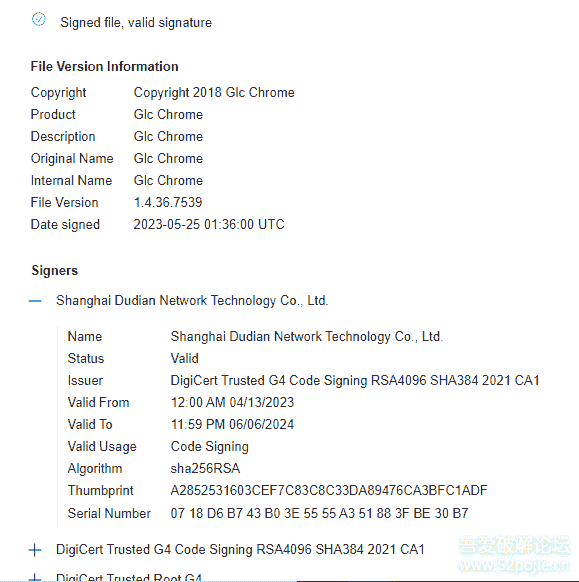 Signed file, valid signature
File Version Information
Copyright Copyright 2018 Glc Chrome
Product Glc Chrome
Description Glc Chrome
Original Name Glc Chrome
Internal Name Glc Chrome
File Version 1.4.36.7539
Date signed 2023-05-25 01:36:00 UTC
Signers
Shanghai Dudian Network Technology Co., Ltd.
Name Shanghai Dudian Network Technology Co., Ltd.
Status Valid
Issuer DigiCert Trusted G4 Code Signing RSA4096 SHA384 2021 CA1
Valid From 12:00 AM 04/13/2023
Valid To 11:59 PM 06/06/2024
Valid Usage Code Signing
Algorithm sha256RSA
Thumbprint A2852531603CEF7C83C8C33DA89476CA3BFC1ADF
Serial Number 07 18 D6 B7 43 B0 3E 55 55 A3 51 88 3F BE 30 B7
DigiCert Trusted G4 Code Signing RSA4096 SHA384 2021 CA1
DigiCert Trusted Root G4
吾爱破解论坛
www.52pojie.cn